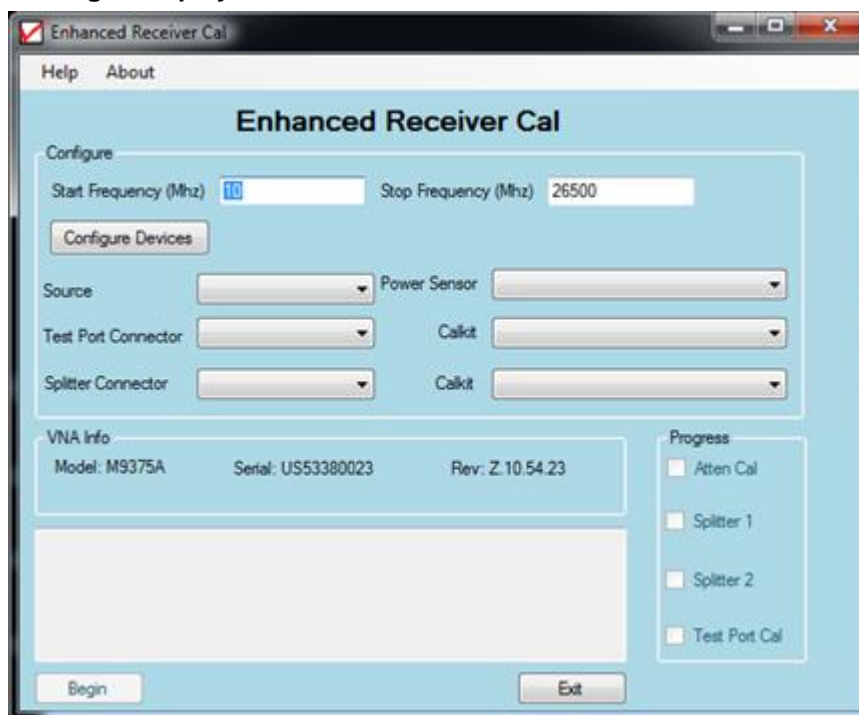 Enhanced Receiver Cal
Help About
Enhanced Receiver Cal
Configure
Start Frequency (Mhz) 10 Stop Frequency (Mhz) 26500
Configure Devices
Source Power Sensor
Test Port Connector Calkit
Splitter Connector Calkit
VNA Info
Model: M9375A Serial: US53380023 Rev: Z.10.54.23
Progress
Atten Cal
Splitter 1
Splitter 2
Test Port Cal
Begin Exit